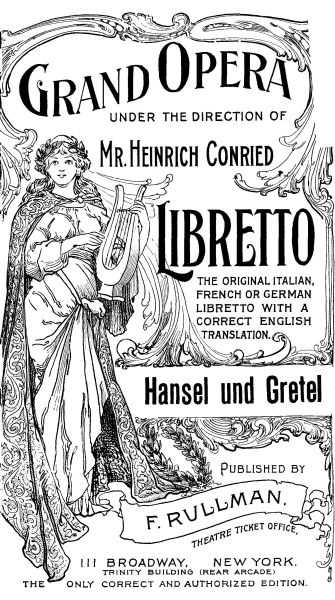 GRAND OPERA
UNDER THE DIRECTION OF
MR. HEINRICH CONRIED
LIBRETTO
THE ORIGINAL ITALIAN,
FRENCH OR GERMAN
LIBRETTO WITH A
CORRECT ENGLISH
TRANSLATION.
Hansel und Gretel
PUBLISHED BY
F. RULLMAN,
THEATRE TICKET OFFICE,
111 BROADWAY, NEW YORK.
TRINITY BUILDING (REAR ARCADE)
THE ONLY CORRECT AND AUTHORIZED EDITION.